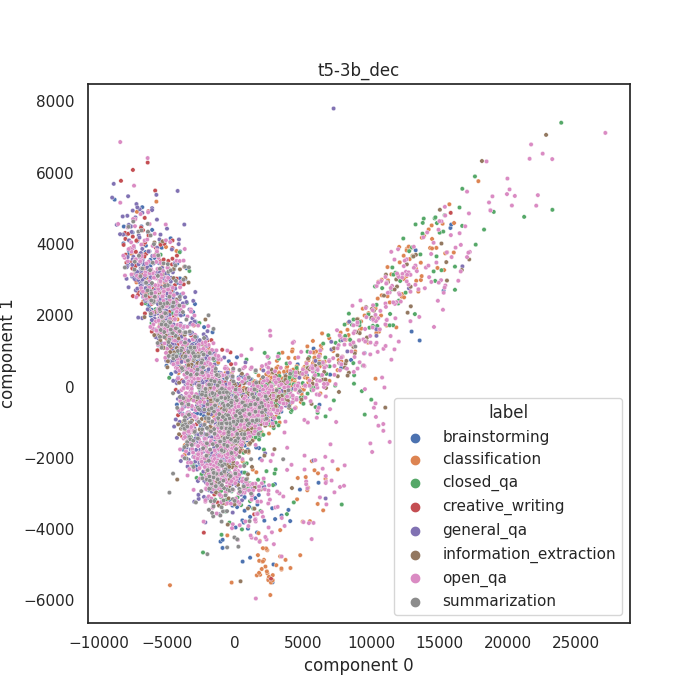 t5-3b_dec
8000
6000
4000
2000
0
−2000
−4000
−6000
component 1
−10000 −5000 0 5000 10000 15000 20000 25000
component 0
label
brainstorming
classification
closed_qa
creative_writing
general_qa
information_extraction
open_qa
summarization